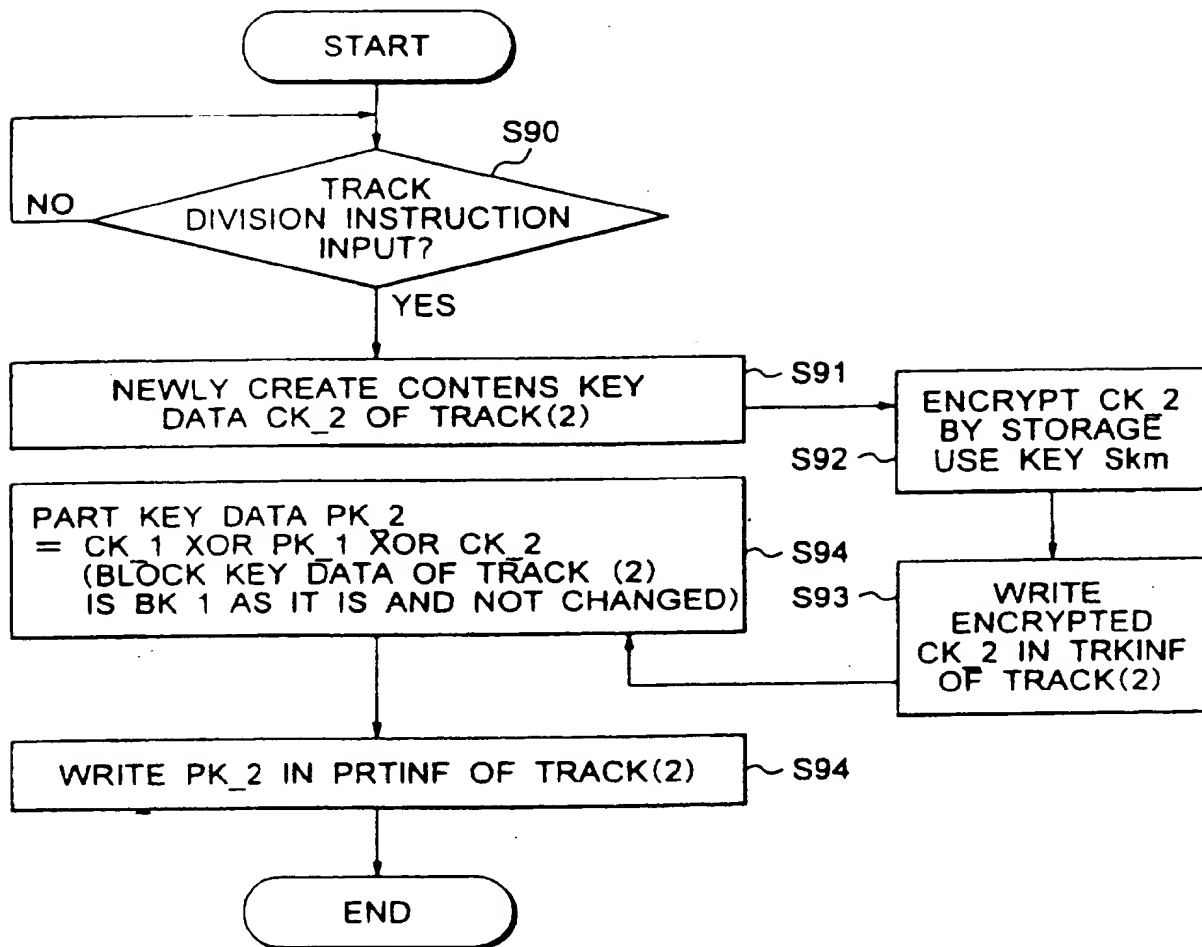 START
S90
TRACK
DIVISION INSTRUCTION
INPUT?
NO
YES
NEWLY CREATE CONTENS KEY
DATA CK_2 OF TRACK(2)
S91
ENCRYPT CK_2
BY STORAGE
USE KEY Skm
S92
WRITE
ENCRYPTED
CK_2 IN TRKINF
OF TRACK(2)
S93
PART KEY DATA PK_2
= CK_1 XOR PK_1 XOR CK_2
(BLOCK KEY DATA OF TRACK (2)
IS BK 1 AS IT IS AND NOT CHANGED)
S94
WRITE PK_2 IN PRTINF OF TRACK(2)
S94
END